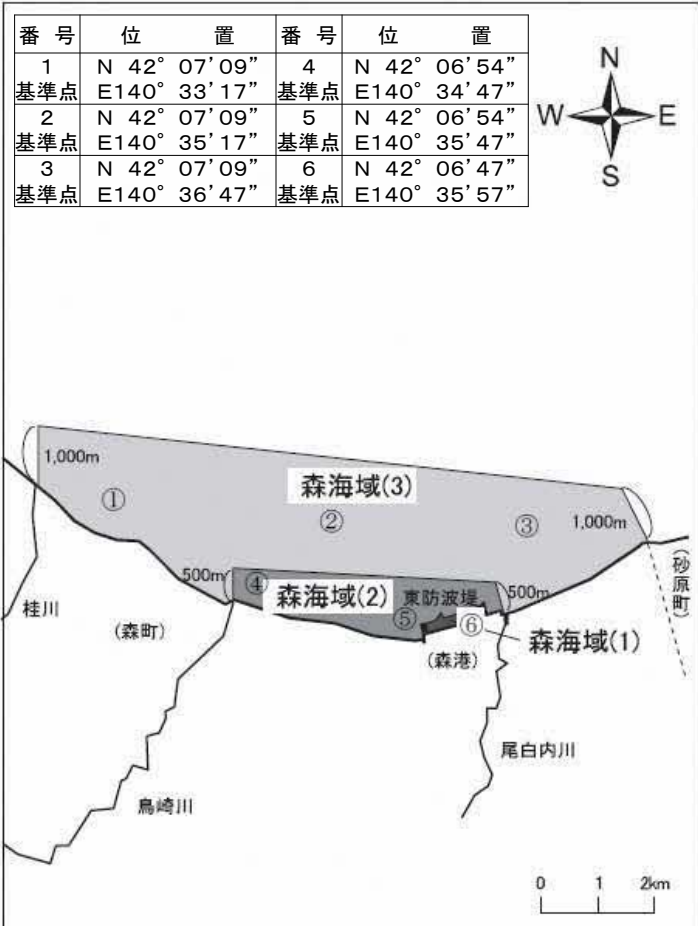 番 号 位 置 番 号 位 置
1 N 42° 07’09” 4 N 42° 06’54”
基準点 E140° 33’17” 基準点 E140° 34’47”
2 N 42° 07’09” 5 N 42° 06’54”
基準点 E140° 35’17” 基準点 E140° 35’47”
3 N 42° 07’09” 6 N 42° 06’47”
基準点 E140° 36’47” 基準点 E140° 35’57”
N
W E
S
1,000m
森海域(3)
① ② ③ 1,000m
500m ④ 森海域(2) 東防波堤 500m
⑤ ⑥ 森海域(1)
(砂原町)
桂川
(森町)
(森港)
尾白内川
鳥崎川
0 1 2km